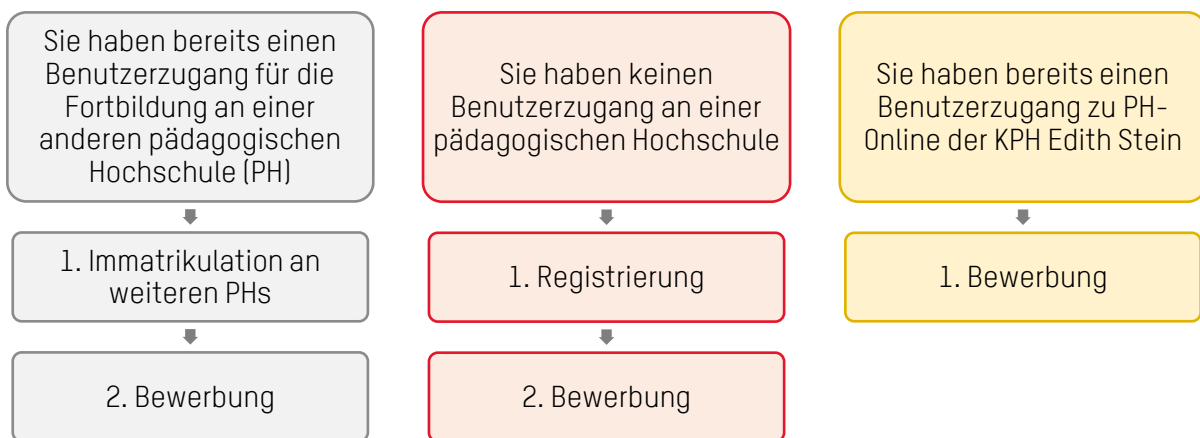 Sie haben bereits einen
Benutzerzugang für die
Fortbildung an einer
anderen pädagogischen
Hochschule (PH)
1. Immatrikulation an
weiteren PHs
2. Bewerbung
Sie haben keinen
Benutzerzugang an einer
pädagogischen Hochschule
1. Registrierung
2. Bewerbung
Sie haben bereits einen
Benutzerzugang zu PH-
Online der KPH Edith Stein
1. Bewerbung